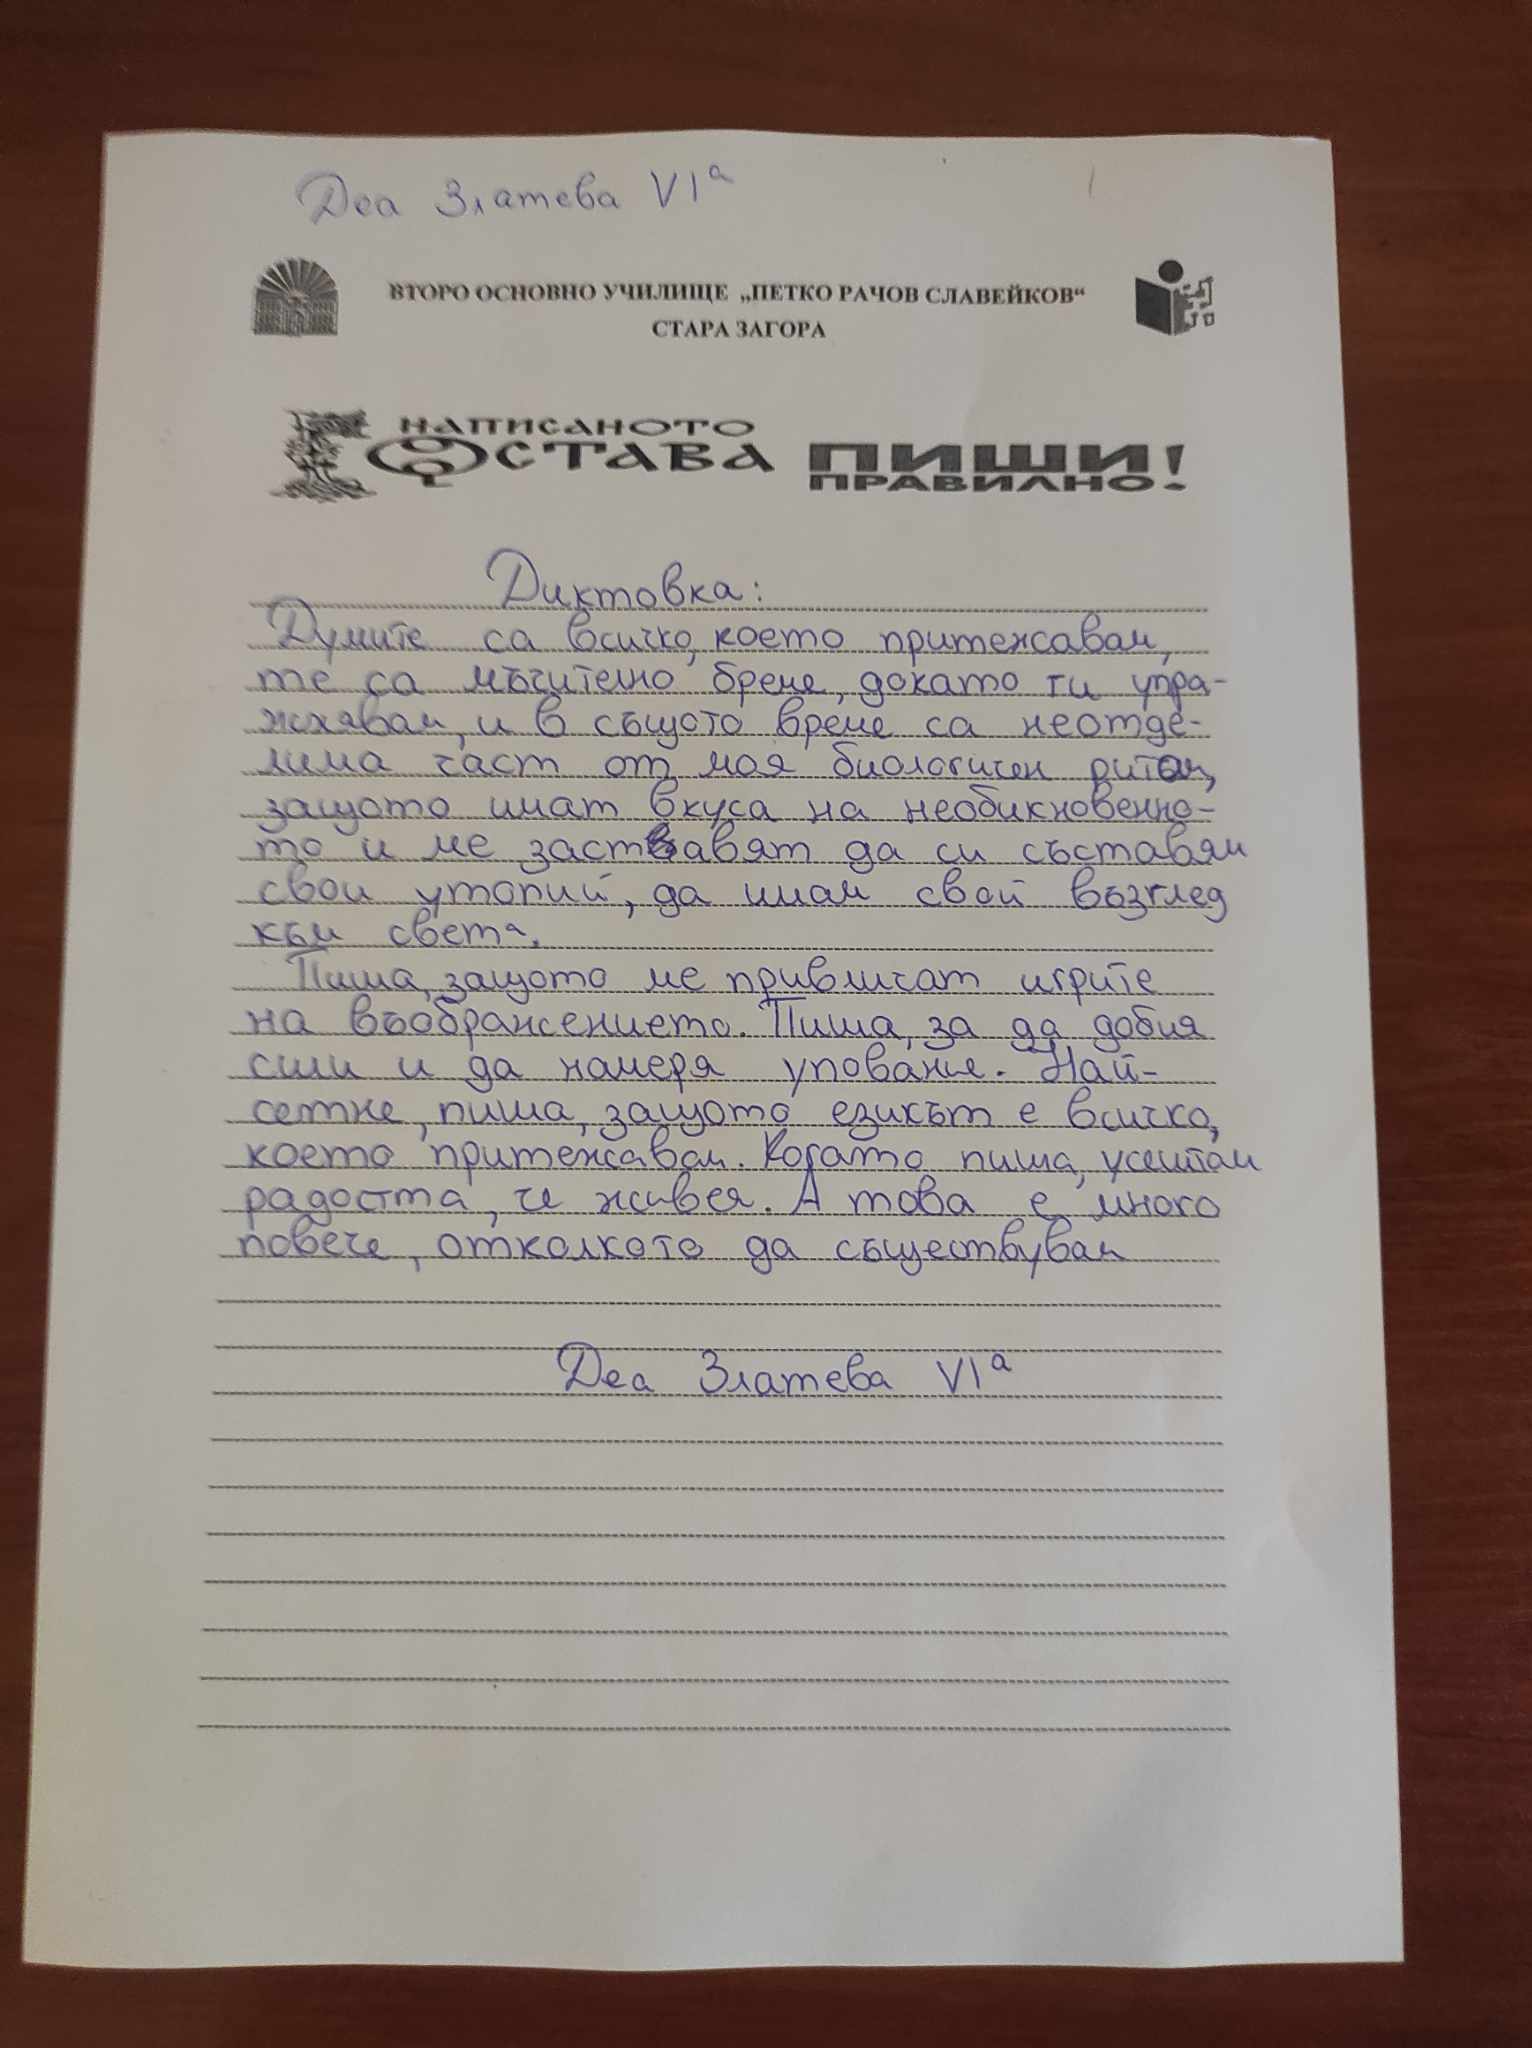 Деа Златева VIа
ВТОРО ОСНОВНО УЧИЛИЩЕ „ПЕТКО РАЧОВ СЛАВЕЙКОВ“
СТАРА ЗАГОРА
НАПИСАНОТО
ОСТАВА ПИШИ
ПРАВИЛНО!
Диктовка:
Думите са всичко, което притежавам,
те са мъчително бреме, докато ги упра-
жнявам, и в същото време са неотде-
лима част от моя биологичен ритъм,
защото имат вкуса на необикновенно-
то и ме заставят да си съставям
свои утопий, да имам свой възглед
към света.
Пиша, защото ме привличат игрите
на въображението. Пиша, за да добия
сили и да намеря упование. Най-
сетне, пиша, защото езикът е всичко,
което притежавам. Когато пиша, усещам
радостта, че живея. А това е много
повече, отколкото да съществувам
Деа Златева VIа